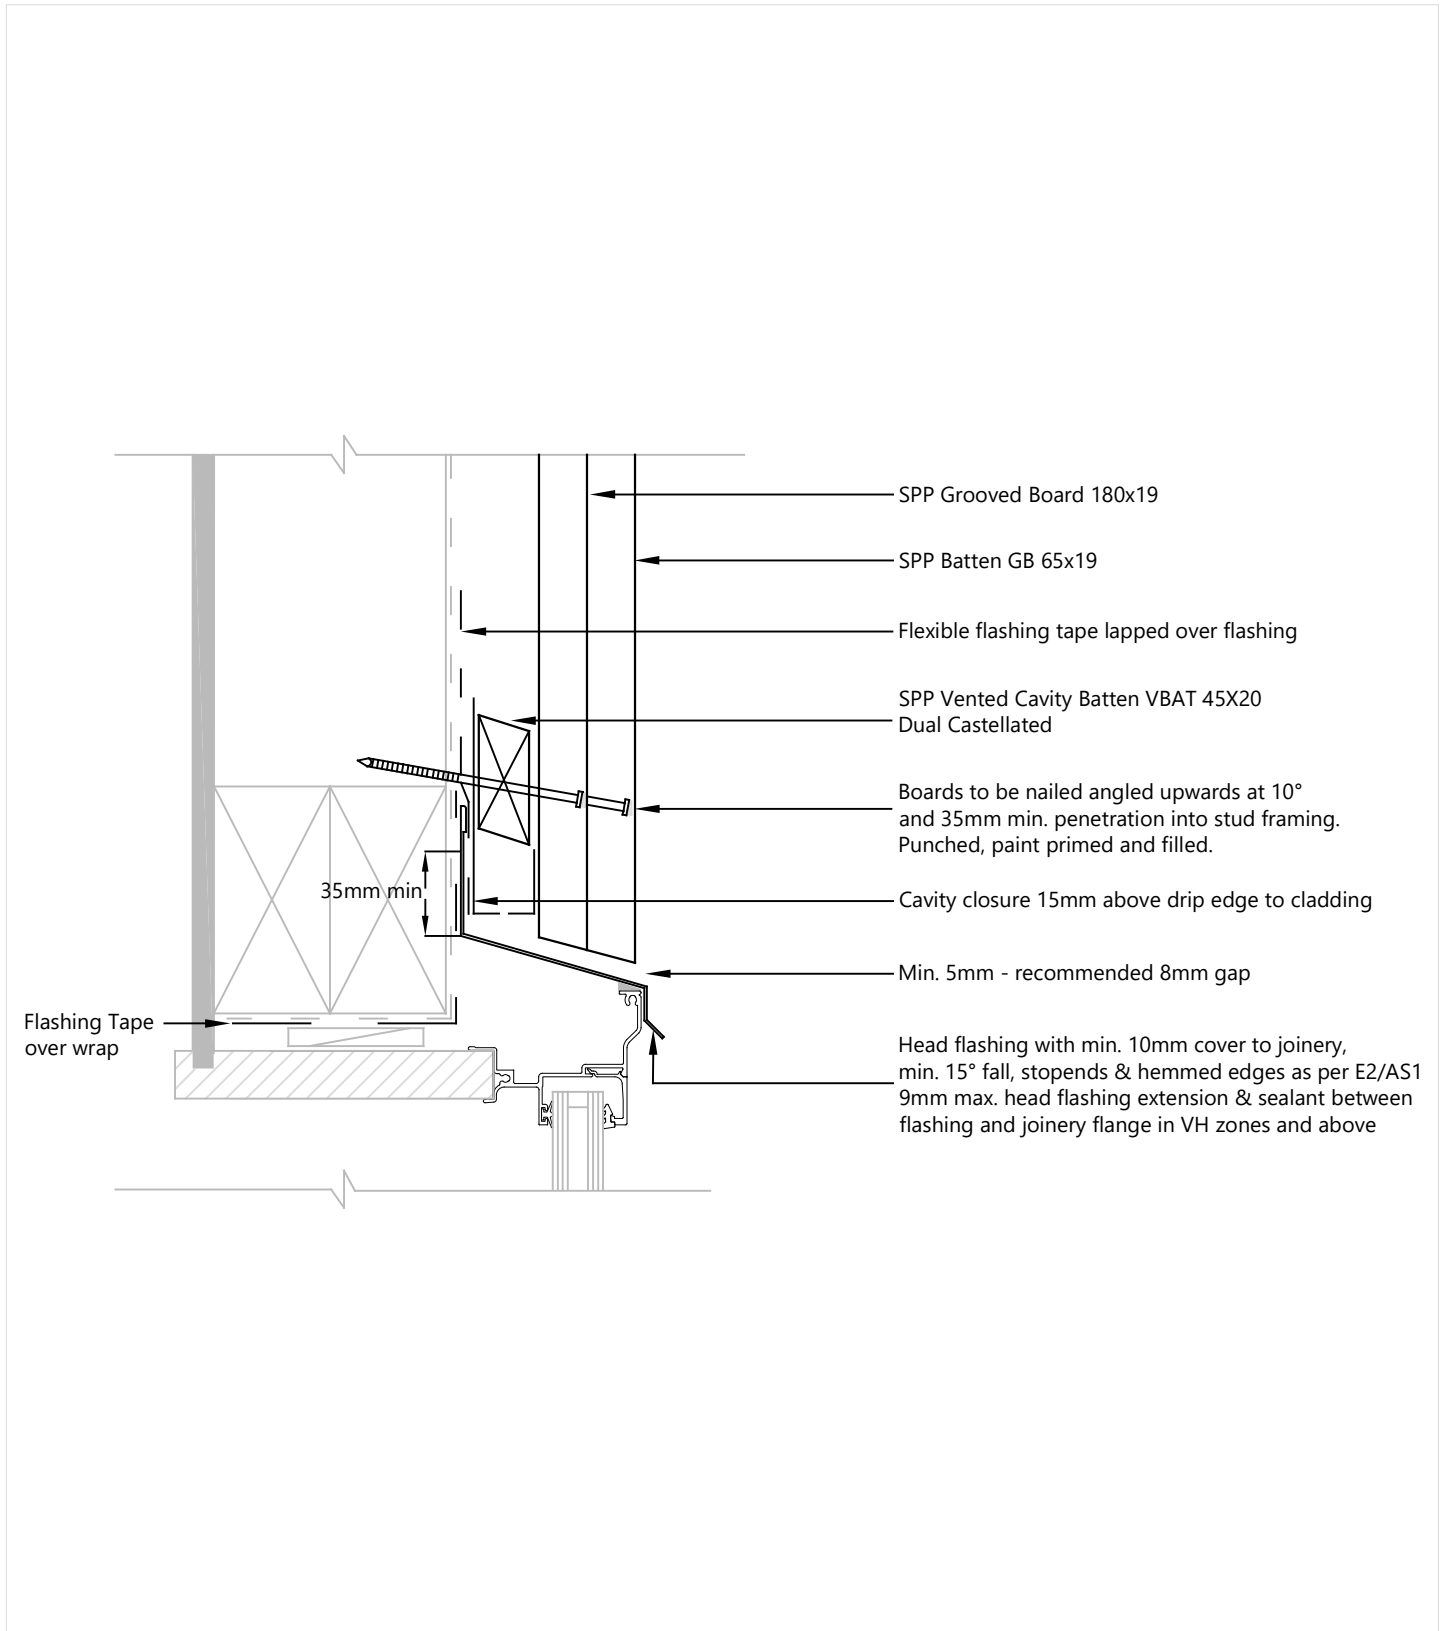 SPP Grooved Board 180x19
SPP Batten GB 65x19
Flexible flashing tape lapped over flashing
SPP Vented Cavity Batten VBAT 45X20
Dual Castellated
Boards to be nailed angled upwards at 10°
and 35mm min. penetration into stud framing.
Punched, paint primed and filled.
35mm min
Cavity closure 15mm above drip edge to cladding
Min. 5mm - recommended 8mm gap
Flashing Tape
over wrap
Head flashing with min. 10mm cover to joinery,
min. 15° fall, stopends & hemmed edges as per E2/AS1
9mm max. head flashing extension & sealant between
flashing and joinery flange in VH zones and above